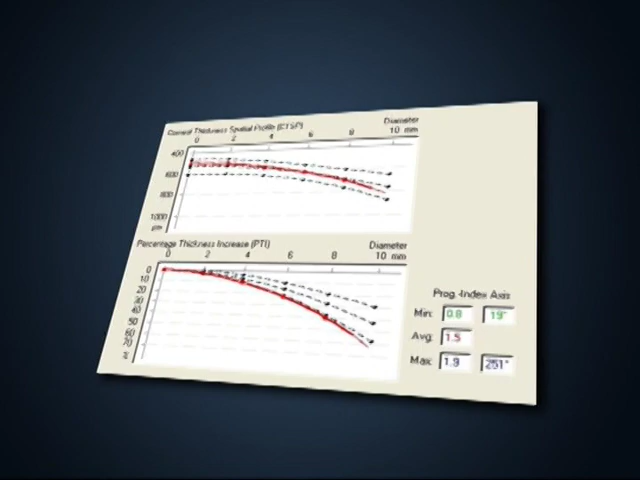 Corneal Thickness Spatial Profile (CTSP)
Diameter
0 2 4 6 8 10 mm
400
600
800
1000
µm
Percentage Thickness Increase (PTI)
Diameter
0 2 4 6 8 10 mm
0
10
20
30
40
50
60
70
%
Prog.-Index Axis
Min: 0.8 19°
Avg: 1.5
Max: 1.9 251°